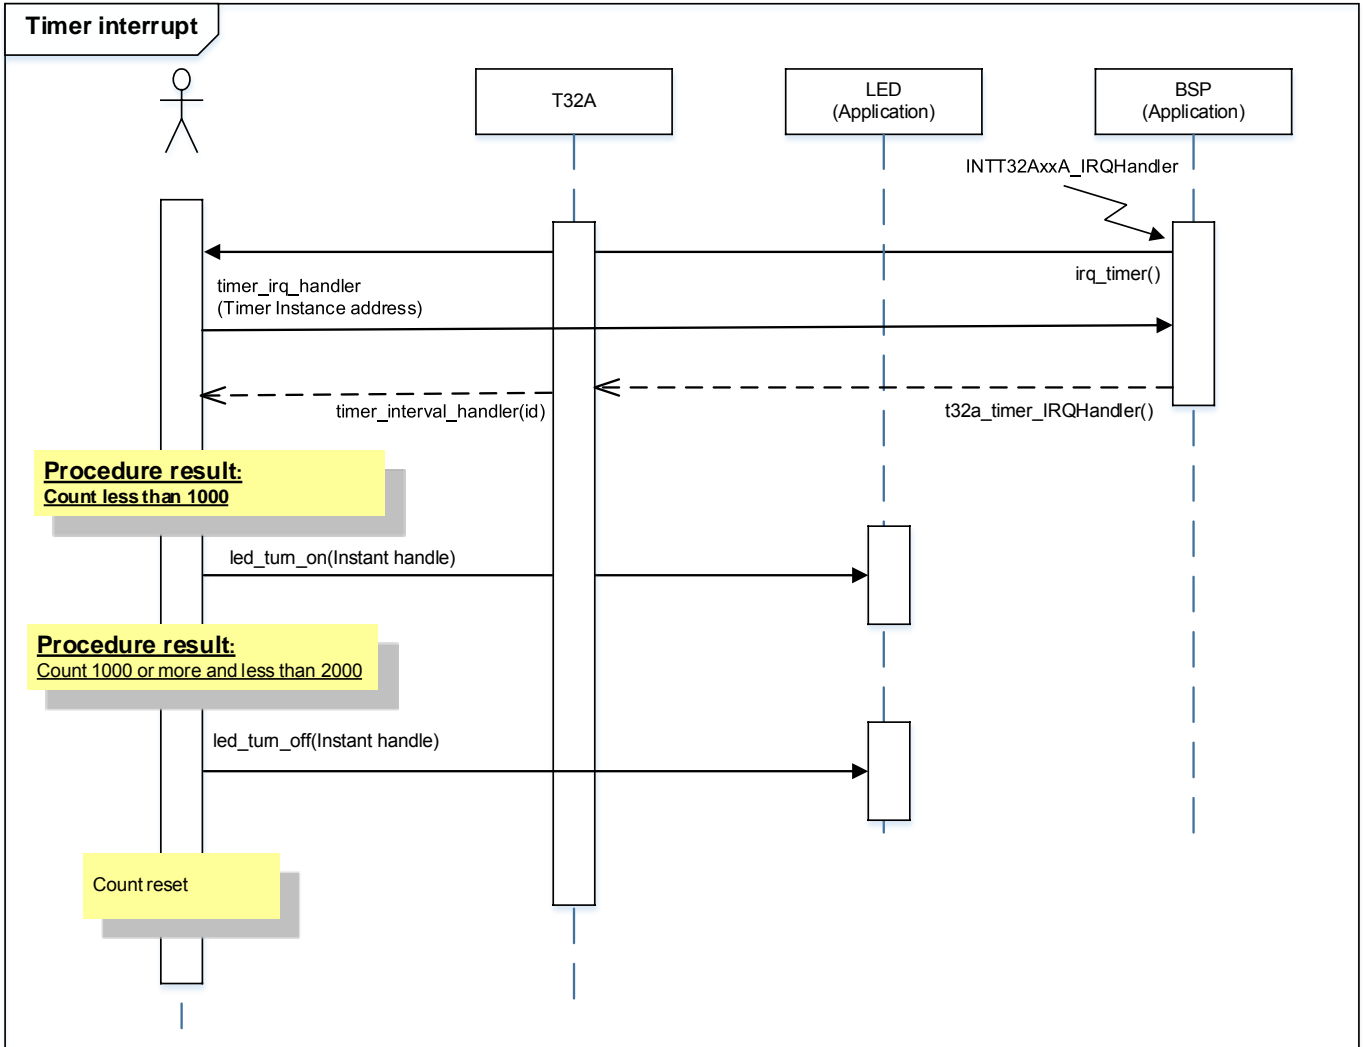 Timer interrupt
T32A
LED
(Application)
BSP
(Application)
INTT32AxxA_IRQHandler
irq_timer()
timer_irq_handler
(Timer Instance address)
timer_interval_handler(id)
t32a_timer_IRQHandler()
Procedure result:
Count less than 1000
led_turn_on(Instant handle)
Procedure result:
Count 1000 or more and less than 2000
led_turn_off(Instant handle)
Count reset